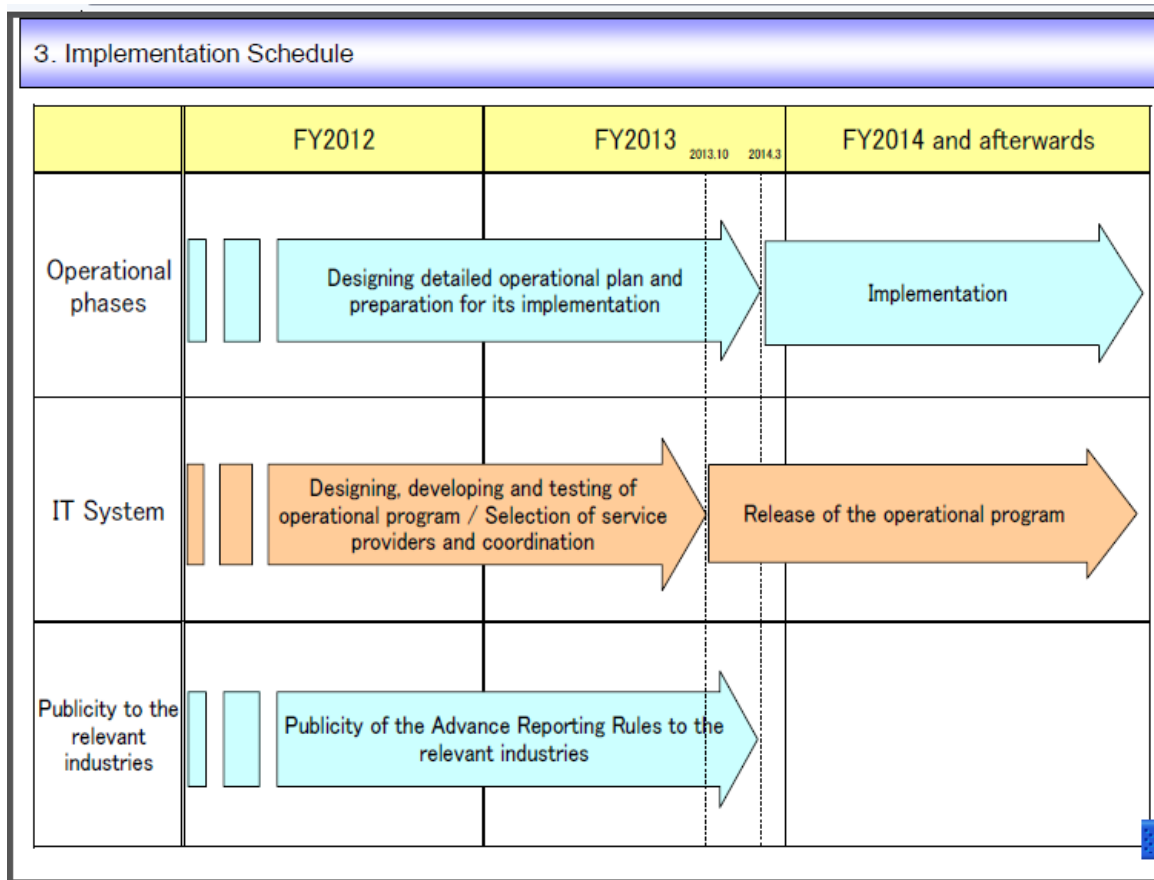 3. Implementation Schedule
FY2012
FY2013
2013.10
2014.3
FY2014 and afterwards
Operational
phases
Designing detailed operational plan and
preparation for its implementation
Implementation
IT System
Designing, developing and testing of
operational program / Selection of service
providers and coordination
Release of the operational program
Publicity to the
relevant
industries
Publicity of the Advance Reporting Rules to the
relevant industries